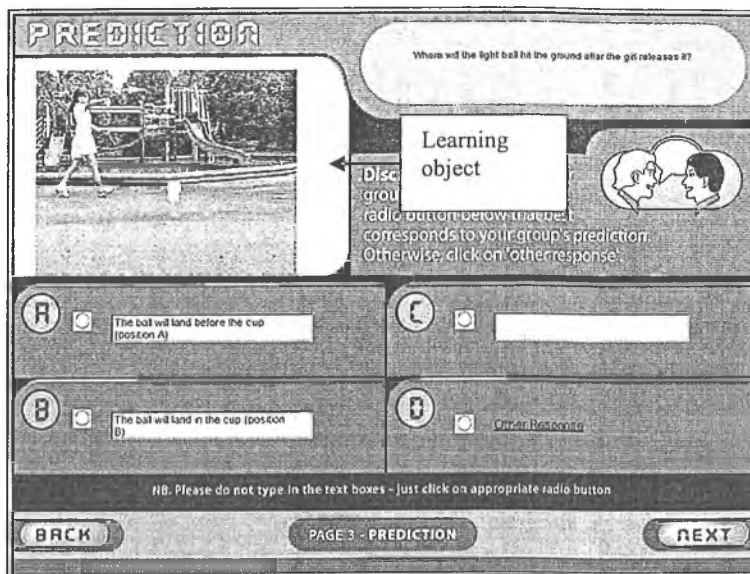 PREDICTION
Where will the light ball hit the ground after the girl releases it?
Learning
object
Disc
grou
radio button below that best
corresponds to your group's prediction.
Otherwise, click on 'other response'.
A
The ball will land before the cup
(position A)
B
The ball will land in the cup (position
B)
C
D
Other Response
NB. Please do not type in the text boxes - just click on appropriate radio button
BACK
PAGE 3 - PREDICTION
NEXT